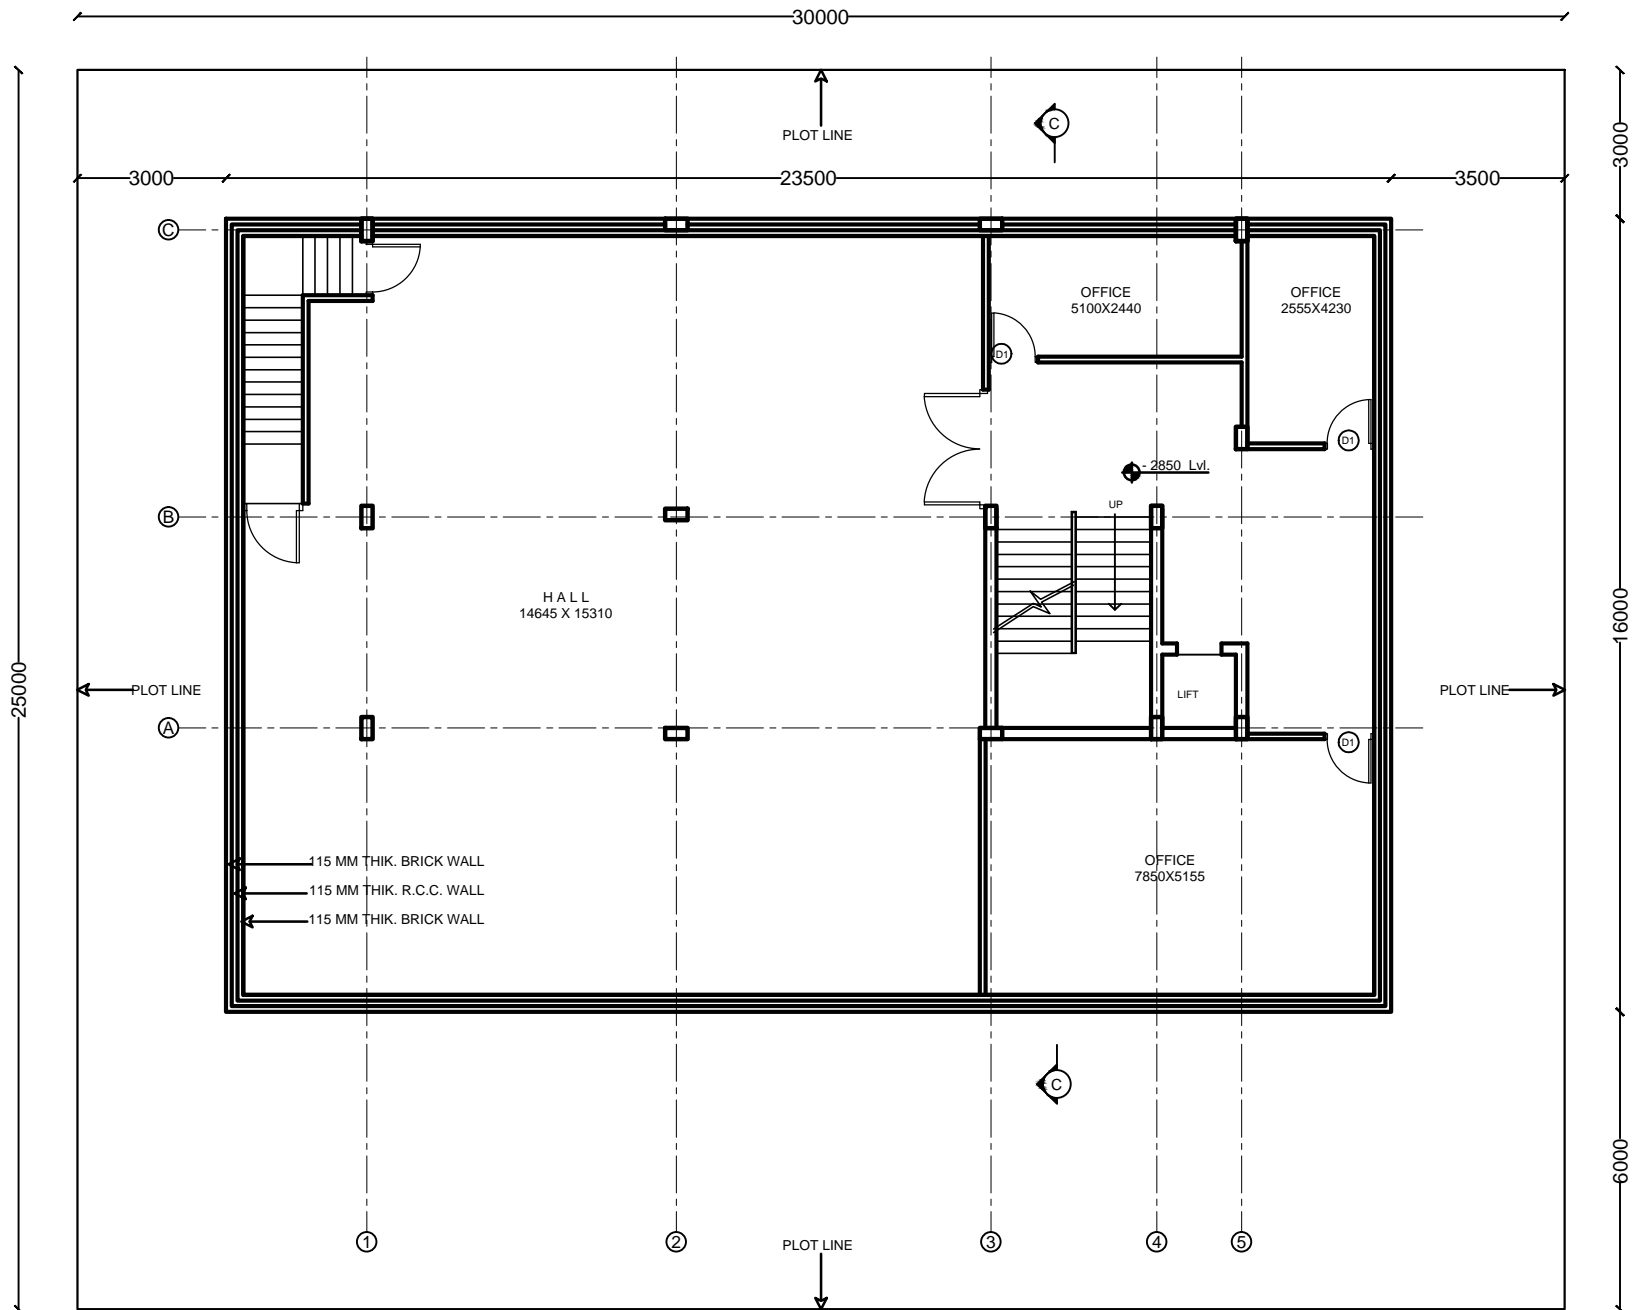 30000
PLOT LINE
C
3000
23500
3500
3000
C
OFFICE
5100X2440
OFFICE
2555X4230
D1
D1
- 2850 Lvl.
UP
B
H A L L
14645 X 15310
16000
25000
PLOT LINE
LIFT
PLOT LINE
A
D1
115 MM THIK. BRICK WALL
115 MM THIK. R.C.C. WALL
115 MM THIK. BRICK WALL
OFFICE
7850X5155
C
6000
1
2
3
4
5
PLOT LINE